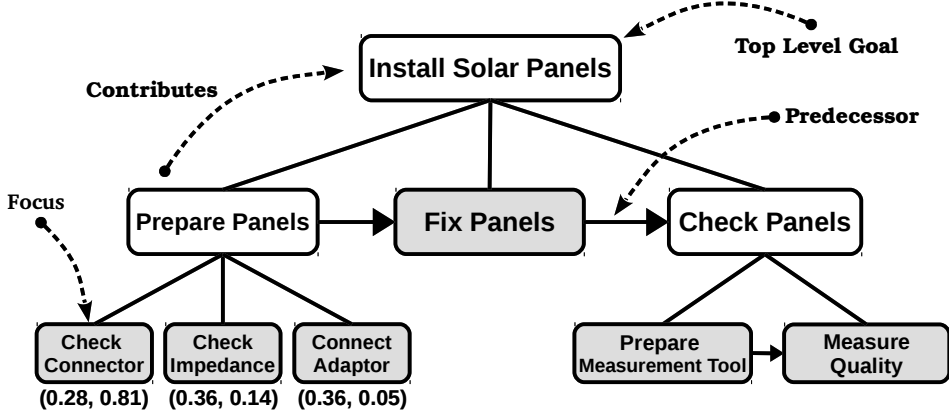 Top Level Goal
Install Solar Panels
Contributes
Predecessor
Focus
Prepare Panels
Fix Panels
Check Panels
Check
Connector
Check
Impedance
Connect
Adaptor
Prepare
Measurement Tool
Measure
Quality
(0.28, 0.81)
(0.36, 0.14)
(0.36, 0.05)